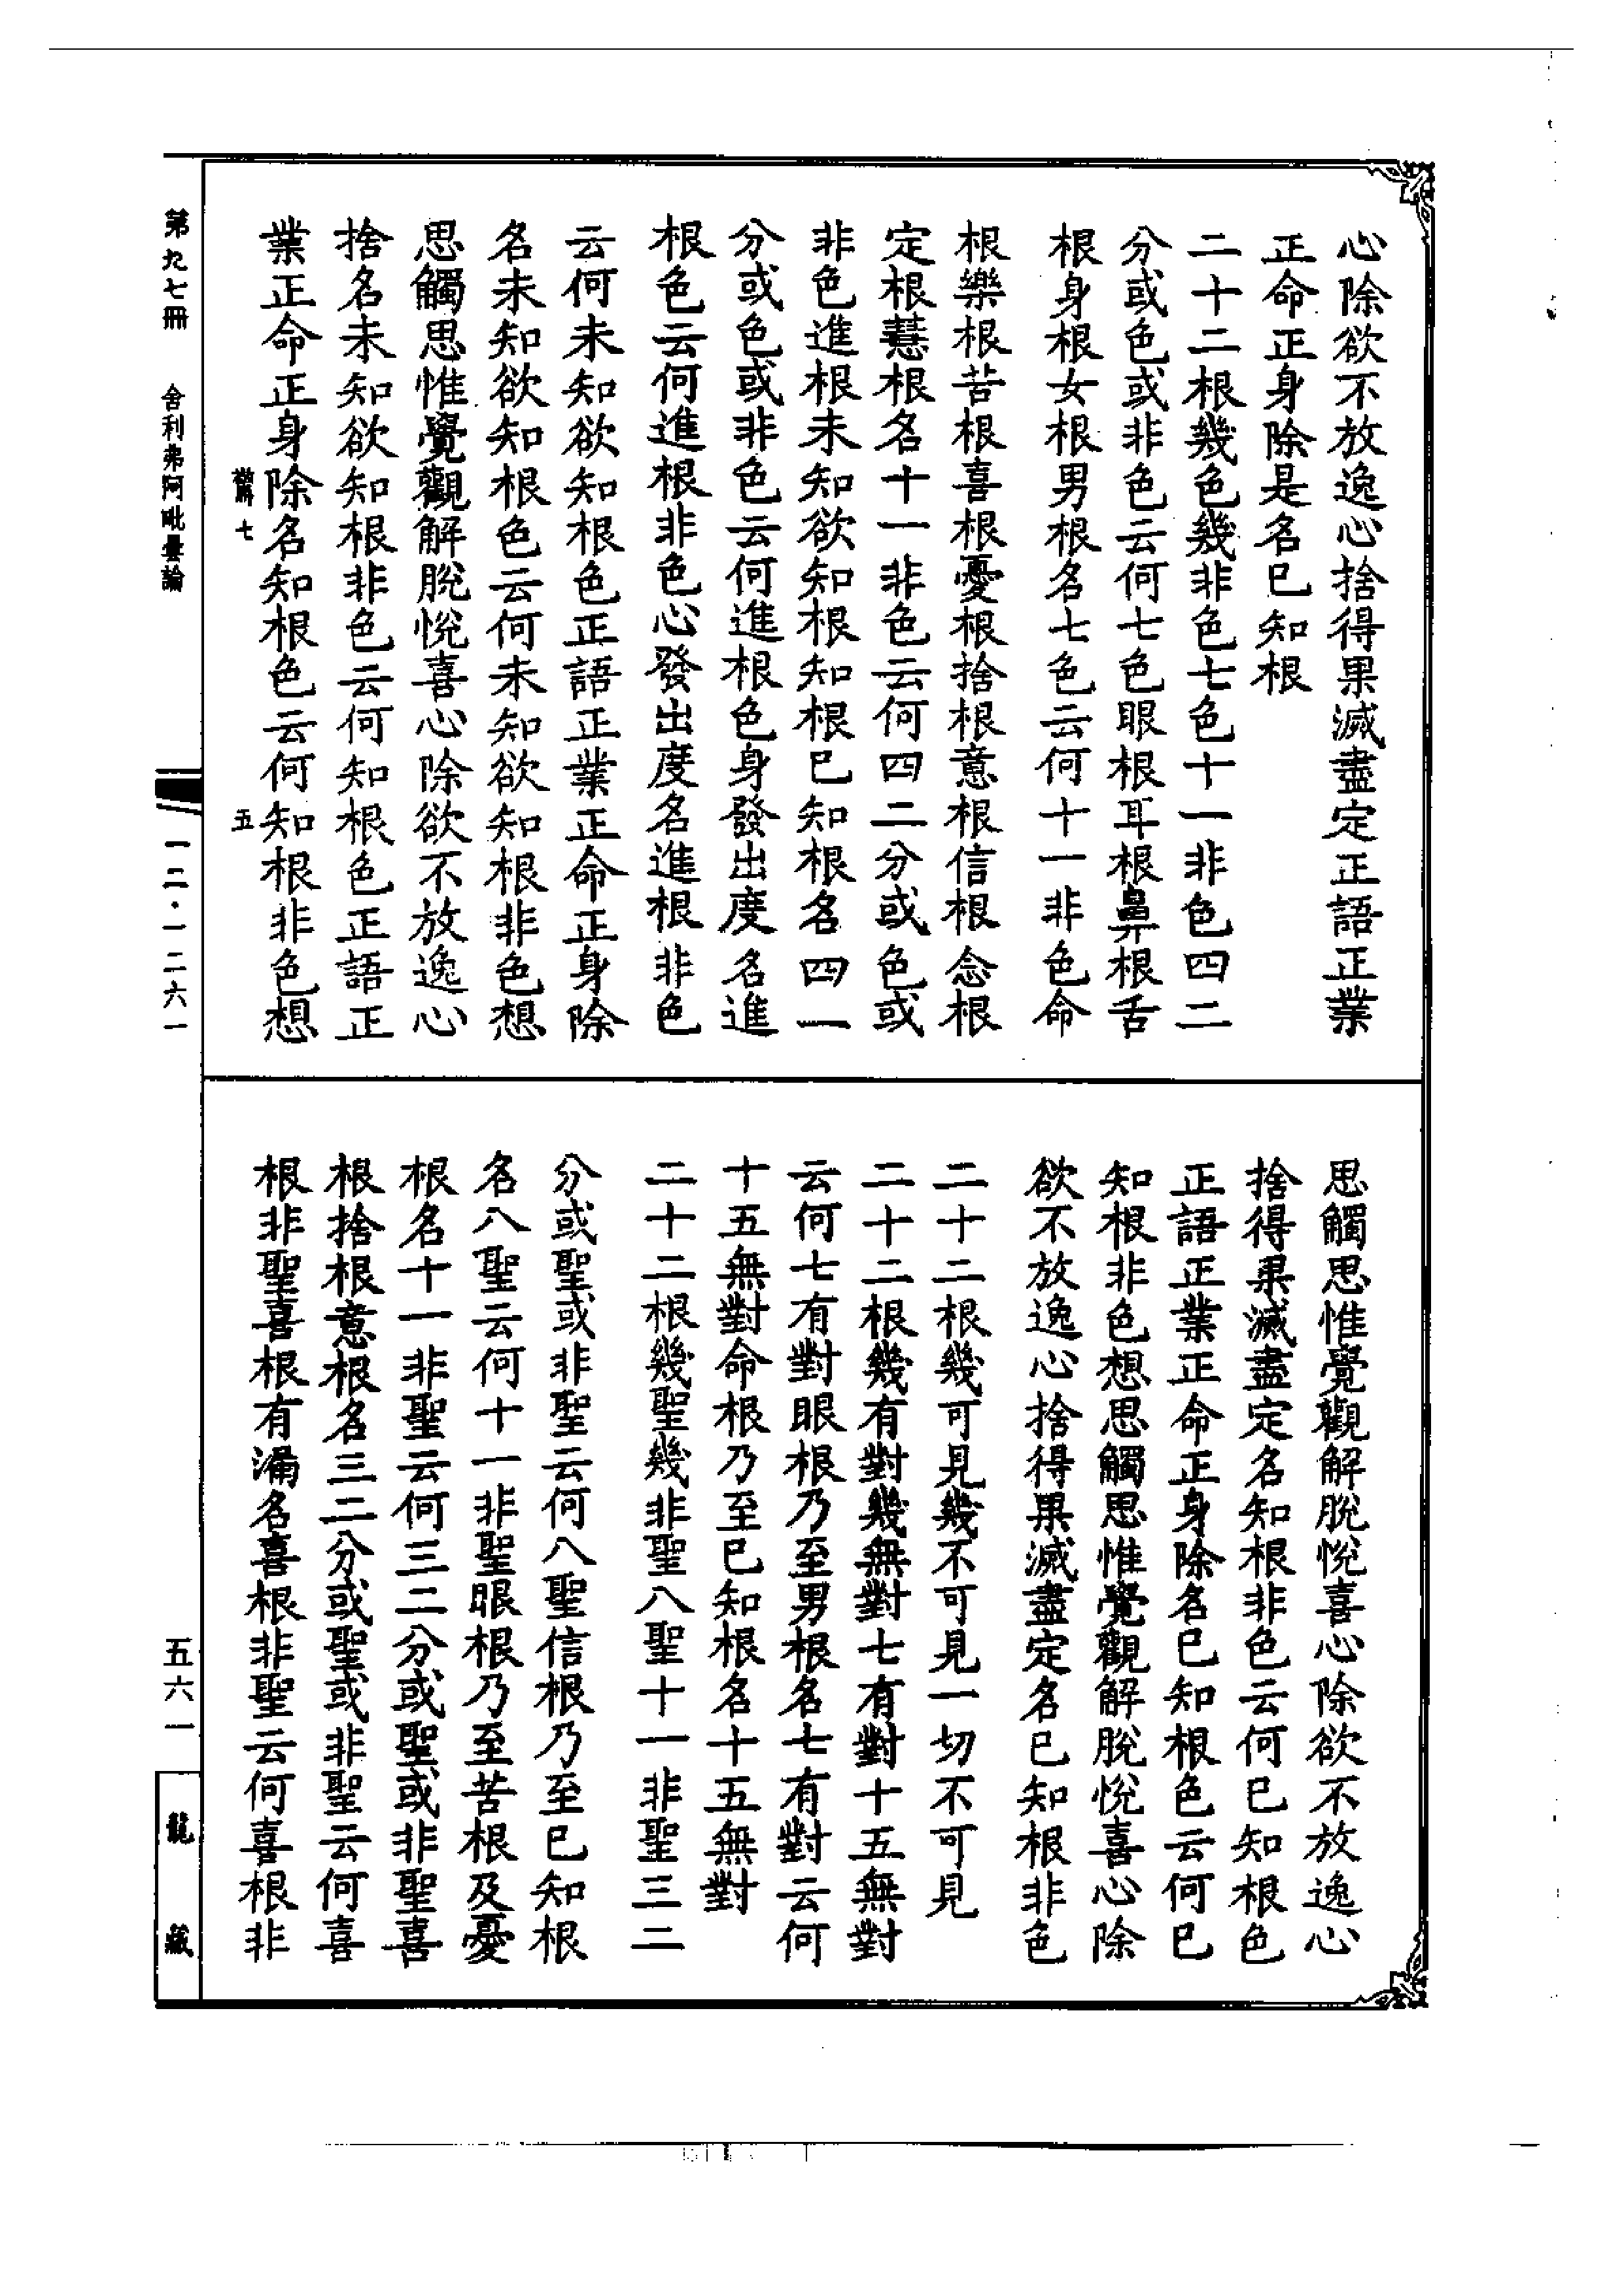 心除欲不放逸心捨得果滅盡定正語正業
正命正身除是名已知根
二十二根幾色幾非色七色十一非色四二
分或色或非色云何七色眼根耳根鼻根舌
根身根女根男根名七色云何十一非色命
根樂根苦根喜根憂根捨根意根信根念根
定根慧根名十一非色云何四二分或色或
非色進根未知欲知根知根已知根名四一
分或色或非色云何進根色身發出度名進
根色云何進根非色心發出度名進根非色
云何未知欲知根色正語正業正命正身除
名未知欲知根色云何未知欲知根非色想
思觸思惟覺觀解脫悅喜心除欲不放逸心
捨名未知欲知根非色云何知根色正語正
業正命正身除名知根色云何知根非色想
思觸思惟覺觀解脫悅喜心除欲不放逸心
捨得果滅盡定名知根非色云何已知根色
正語正業正命正身除名已知根色云何已
知根非色想思觸思惟覺觀解脫悅喜心除
欲不放逸心捨得果滅盡定名已知根非色
二十二根幾可見幾不可見一切不可見
二十二根幾有對幾無對七有對十五無對
云何七有對眼根乃至男根名七有對云何
十五無對命根乃至已知根名十五無對
二十二根幾聖幾非聖八聖十一非聖三二
分或聖或非聖云何八聖信根乃至已知根
名八聖云何十一非聖眼根乃至苦根及憂
根名十一非聖云何三二分或聖或非聖喜
根捨根意根名三二分或聖或非聖云何喜
根非聖喜根有漏名喜根非聖云何喜根非
七
五
第九七冊
舍利弗阿毗曇論
一二·一二六一
五六一
龍藏